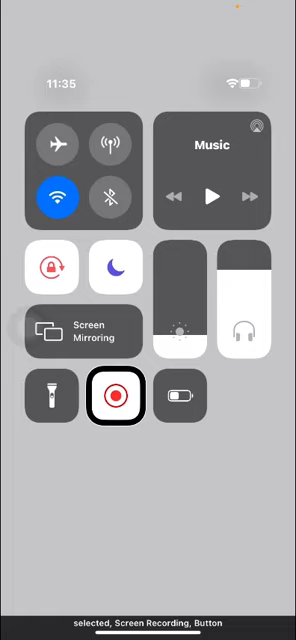 11:35
Music
Screen
Mirroring
selected, Screen Recording, Button